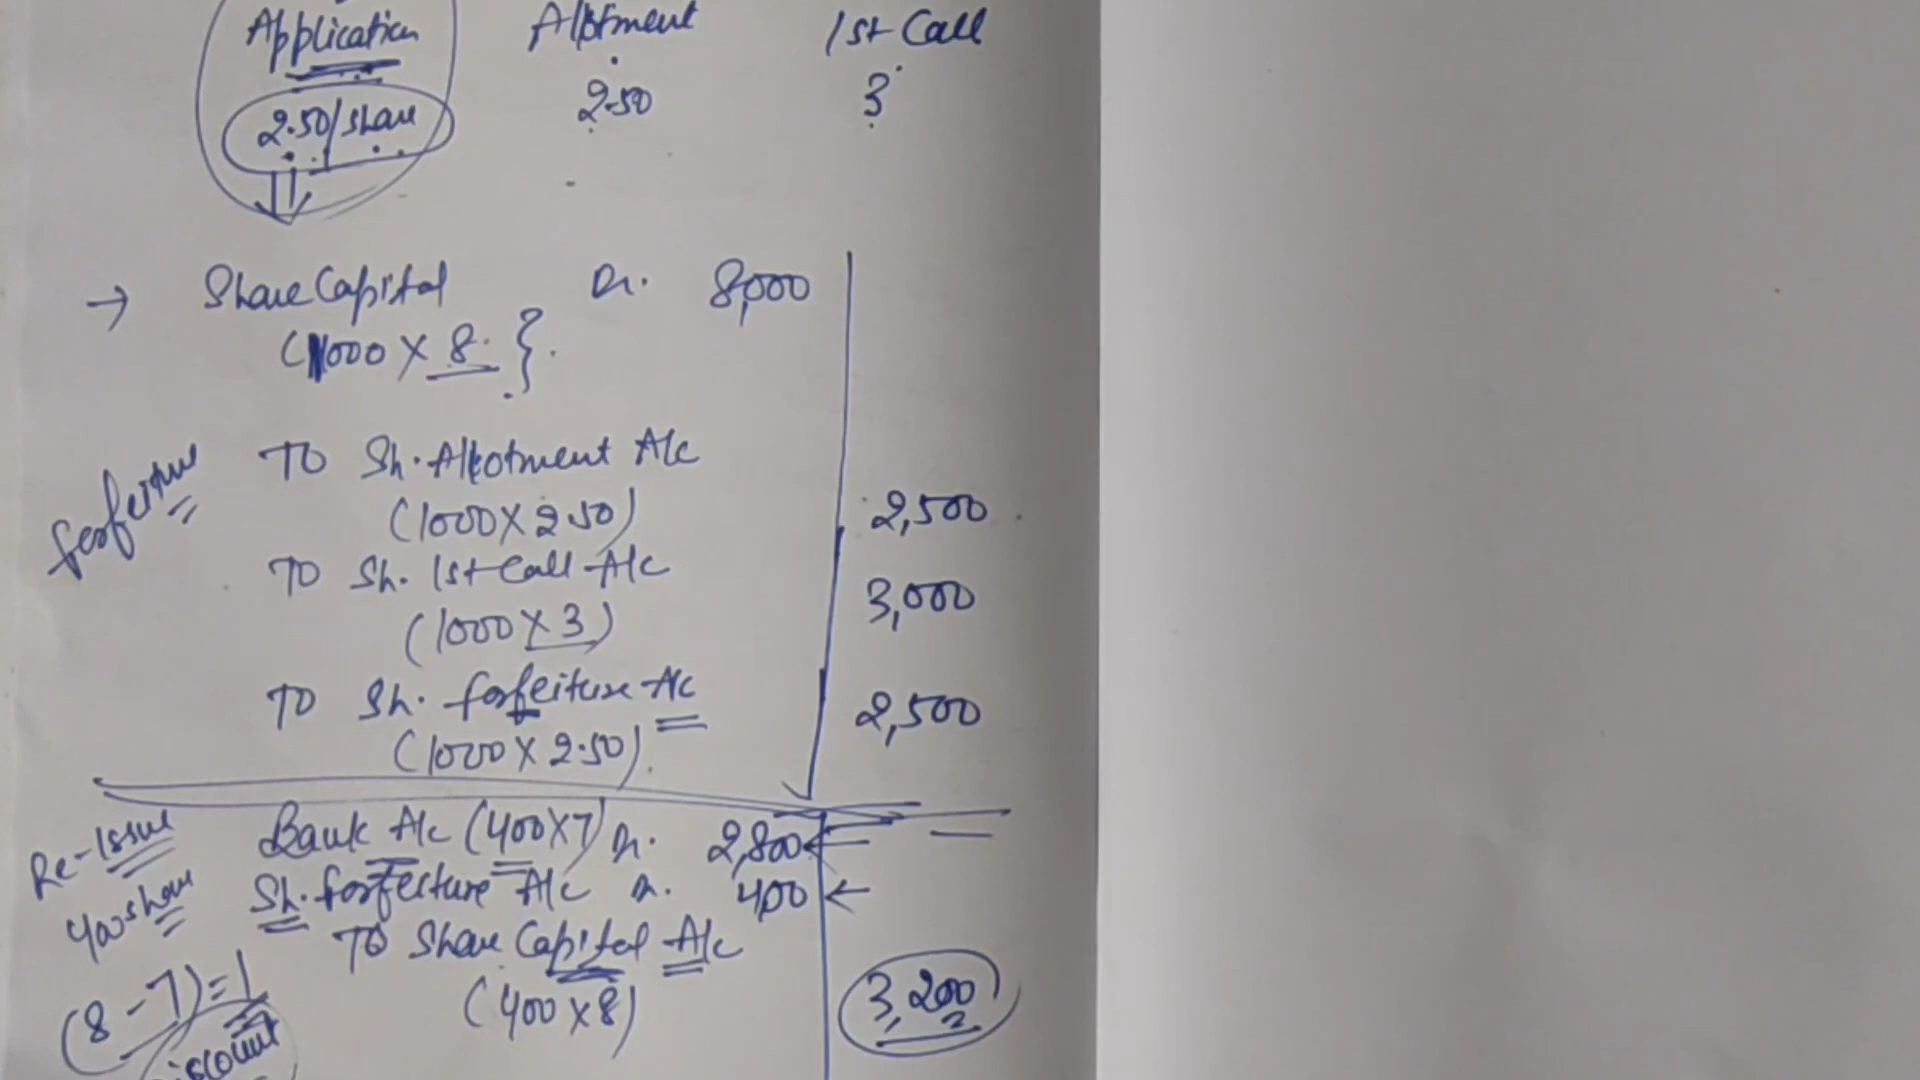 Application Allotment 1st Call
2.50/share 2.50 3
→ Share Capital Dr. 8,000
(1000 X 8 }
To Sh. Allotment A/c
(1000 X 2.50) 2,500
forfeiture
To Sh. 1st Call A/c
(1000 X 3) 3,000
To Sh. forfeiture A/c 2,500
(1000 X 2.50)
Re-Issue Bank A/c (400X7) Dr. 2,800
400 share Sh. forfeiture A/c Dr. 400
To Share Capital A/c
(400 X 8) 3,200
(8-7) = 1
Discount